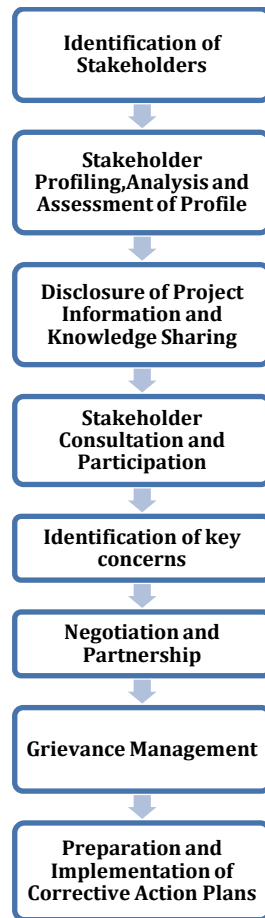 Identification of
Stakeholders
Stakeholder
Profiling,Analysis and
Assessment of Profile
Disclosure of Project
Information and
Knowledge Sharing
Stakeholder
Consultation and
Participation
Identification of key
concerns
Negotiation and
Partnership
Grievance Management
Preparation and
Implementation of
Corrective Action Plans